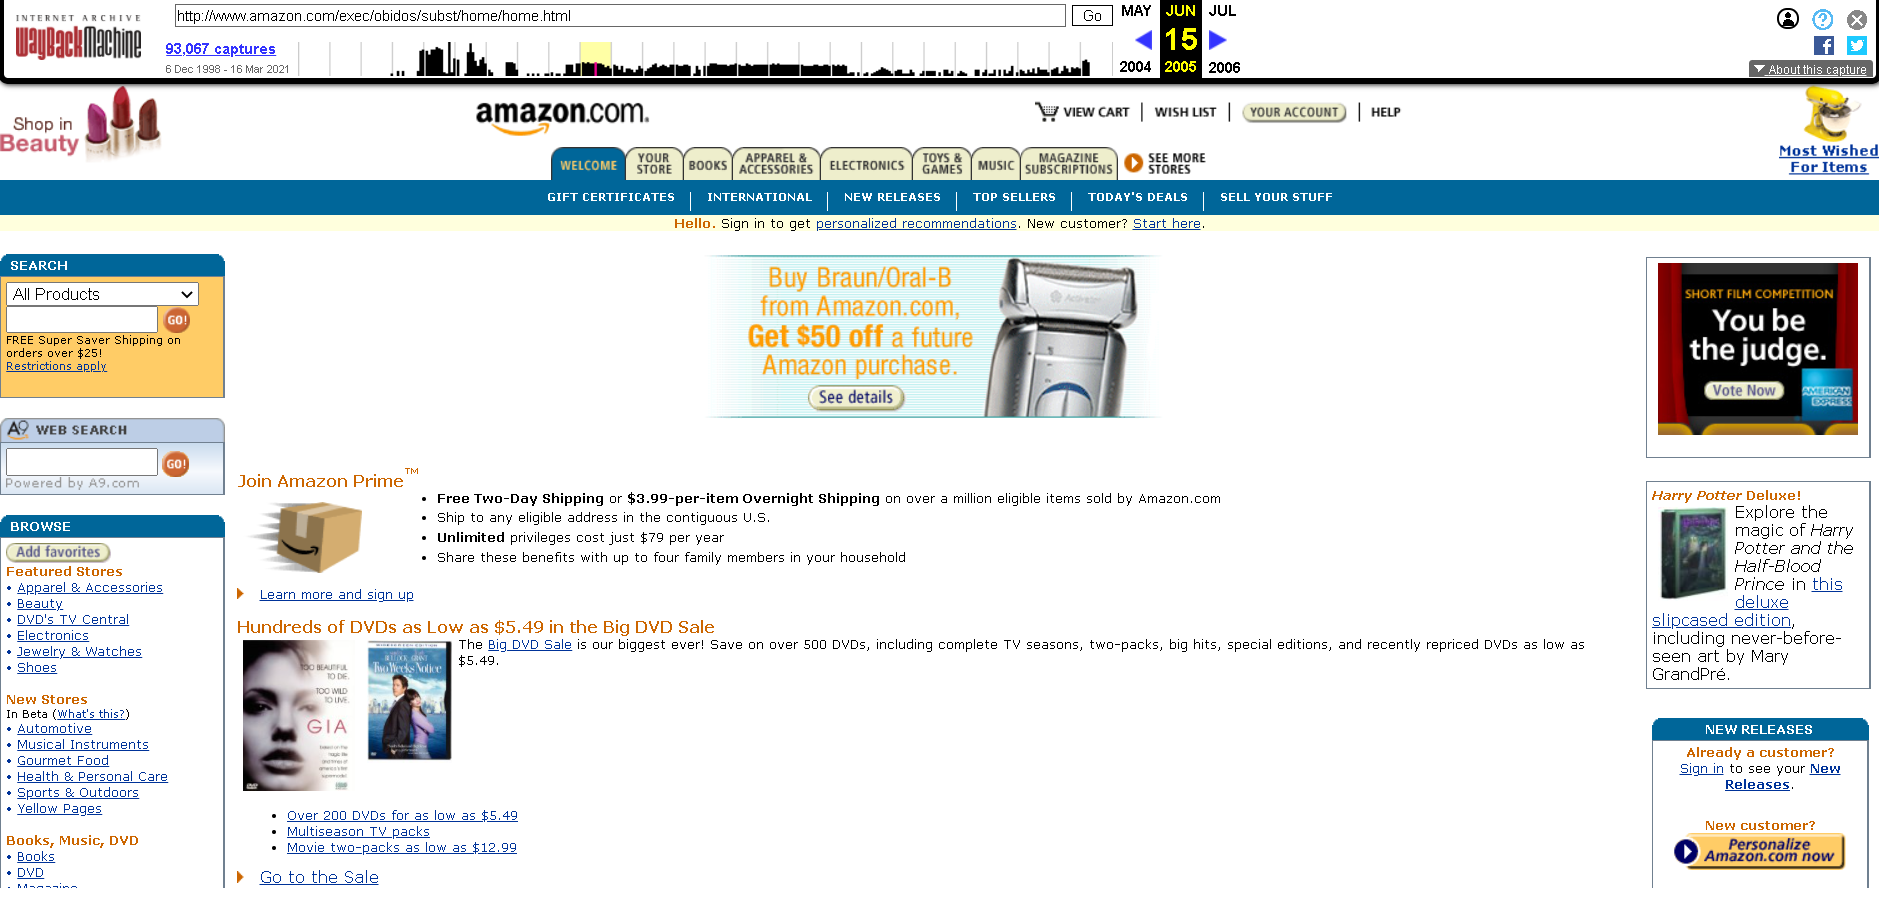 INTERNET ARCHIVE
WayBackMachine
http://www.amazon.com/exec/obidos/subst/home/home.html
Go
93,067 captures
6 Dec 1998 - 16 Mar 2021
MAY JUN JUL
15
2004 2005 2006
About this capture
Shop in
Beauty
amazon.com.
VIEW CART
WISH LIST
YOUR ACCOUNT
HELP
Most Wished
For Items
WELCOME
YOUR STORE
BOOKS
APPAREL & ACCESSORIES
ELECTRONICS
TOYS & GAMES
MUSIC
MAGAZINE SUBSCRIPTIONS
SEE MORE STORES
GIFT CERTIFICATES
INTERNATIONAL
NEW RELEASES
TOP SELLERS
TODAY'S DEALS
SELL YOUR STUFF
Hello. Sign in to get personalized recommendations. New customer? Start here.
SEARCH
All Products
GO!
FREE Super Saver Shipping on
orders over $25!
Restrictions apply
A9 WEB SEARCH
GO!
Powered by A9.com
BROWSE
Add favorites
Featured Stores
• Apparel & Accessories
• Beauty
• DVD's TV Central
• Electronics
• Jewelry & Watches
• Shoes
New Stores
In Beta (What's this?)
• Automotive
• Musical Instruments
• Gourmet Food
• Health & Personal Care
• Sports & Outdoors
• Yellow Pages
Books, Music, DVD
• Books
• DVD
• Magazine
Buy Braun/Oral-B
from Amazon.com,
Get $50 off a future
Amazon purchase.
See details
Join Amazon Prime™
• Free Two-Day Shipping or $3.99-per-item Overnight Shipping on over a million eligible items sold by Amazon.com
• Ship to any eligible address in the contiguous U.S.
• Unlimited privileges cost just $79 per year
• Share these benefits with up to four family members in your household
Learn more and sign up
Hundreds of DVDs as Low as $5.49 in the Big DVD Sale
TOO BEAUTIFUL
TO DIE.
TOO WILD
TO LIVE.
GIA
Two Weeks Notice
The Big DVD Sale is our biggest ever! Save on over 500 DVDs, including complete TV seasons, two-packs, big hits, special editions, and recently repriced DVDs as low as
$5.49.
• Over 200 DVDs for as low as $5.49
• Multiseason TV packs
• Movie two-packs as low as $12.99
Go to the Sale
SHORT FILM COMPETITION
You be
the judge.
Vote Now
AMERICAN
EXPRESS
Harry Potter Deluxe!
Explore the
magic of Harry
Potter and the
Half-Blood
Prince in this
deluxe
slipcased edition,
including never-before-
seen art by Mary
GrandPré.
NEW RELEASES
Already a customer?
Sign in to see your New
Releases.
New customer?
Personalize
Amazon.com now